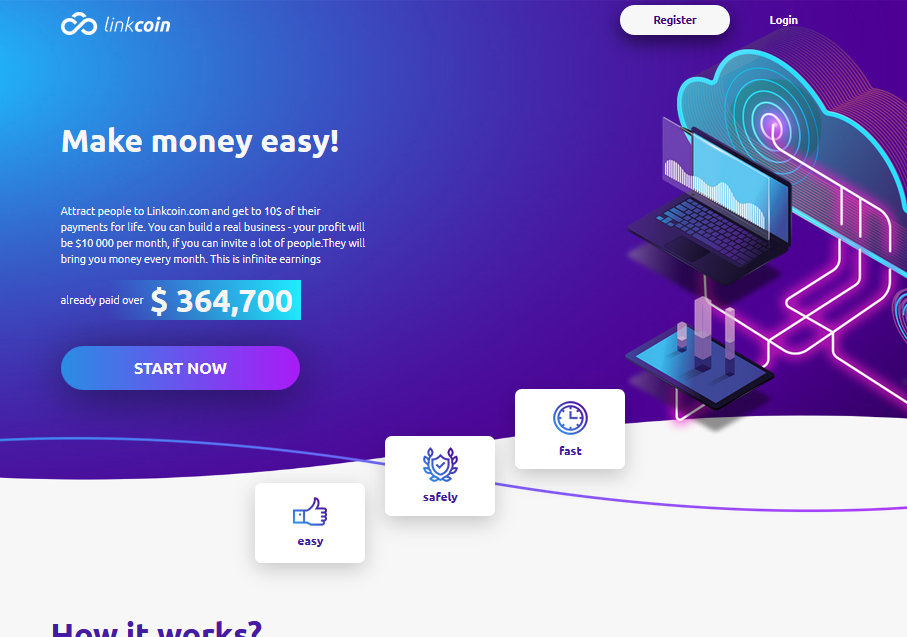 linkcoin
Register
Login
Make money easy!
Attract people to Linkcoin.com and get to 10$ of their
payments for life. You can build a real business - your profit will
be $10 000 per month, if you can invite a lot of people.They will
bring you money every month. This is infinite earnings
already paid over $ 364,700
START NOW
fast
safely
easy
How it works?